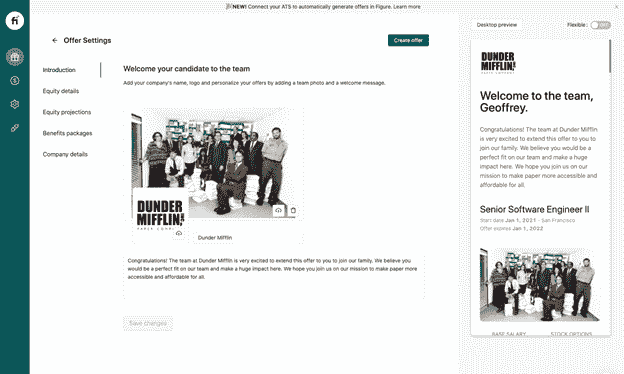 NEW! Connect your ATS to automatically generate offers in Figure. Learn more
fi
Offer Settings
Create offer
Introduction
Equity details
Equity projections
Benefits packages
Company details
Welcome your candidate to the team
Add your company's name, logo and personalize your offers by adding a team photo and a welcome message.
DUNDER
MIFFLIN,
PAPER COMPANY
Dunder Mifflin
Congratulations! The team at Dunder Mifflin is very excited to extend this offer to you to join our family. We believe you
would be a perfect fit on our team and make a huge impact here. We hope you join us on our mission to make paper more
accessible and affordable for all.
Save changes
Desktop preview
Flexible:
OFF
DUNDER
MIFFLIN,
Welcome to the team,
Geoffrey.
Congratulations! The team at Dunder Mifflin
is very excited to extend this offer to you to
join our family. We believe you would be a
perfect fit on our team and make a huge
impact here. We hope you join us on our
mission to make paper more accessible and
affordable for all.
Senior Software Engineer II
Start date Jan 1, 2021 - San Francisco
Offer expires Jan 1, 2022
BASE SALARY
STOCK OPTIONS